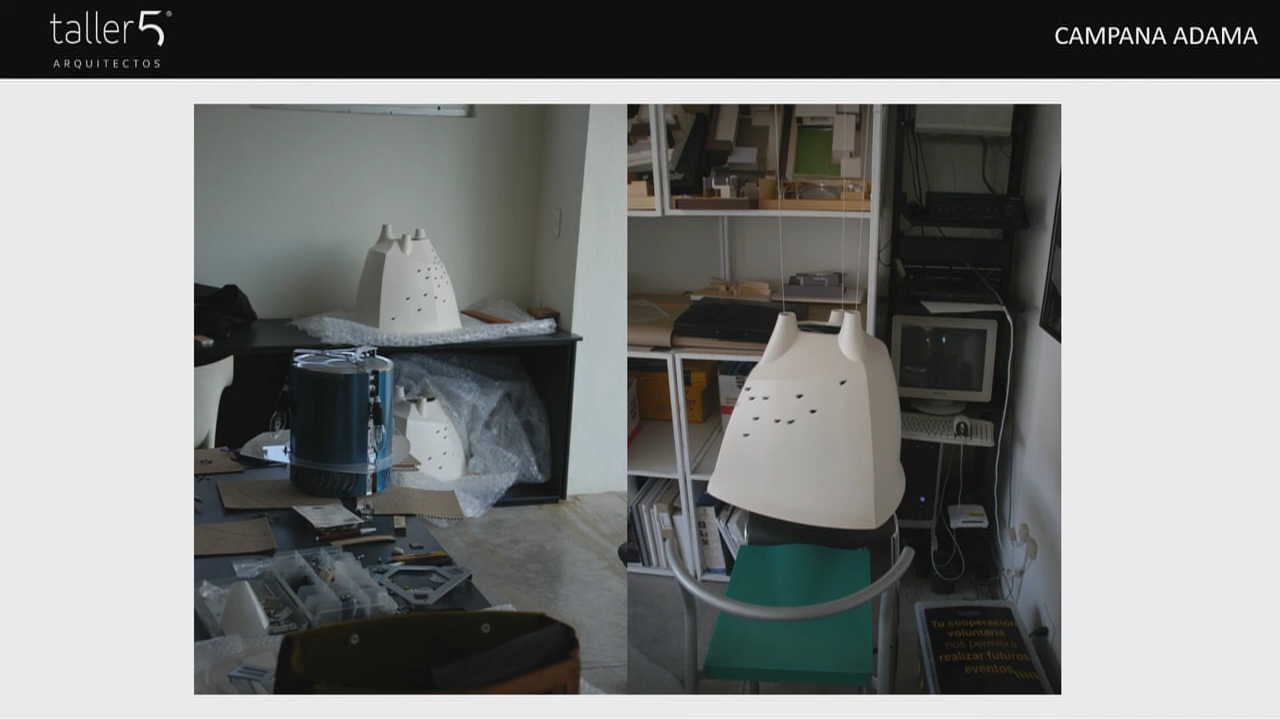 taller5®
ARQUITECTOS
CAMPANA ADAMA
Tu cooperación
voluntaria
nos permitirá
realizar futuros
eventos